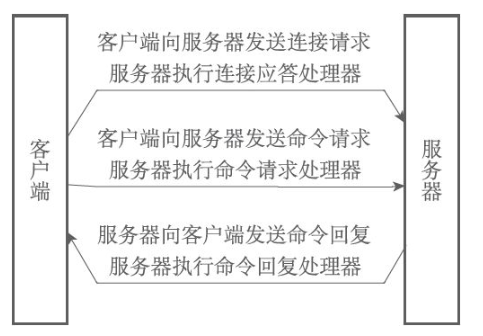 客户端向服务器发送连接请求
服务器执行连接应答处理器
客户端向服务器发送命令请求
服务器执行命令请求处理器
服务器向客户端发送命令回复
服务器执行命令回复处理器
客户端
服务器